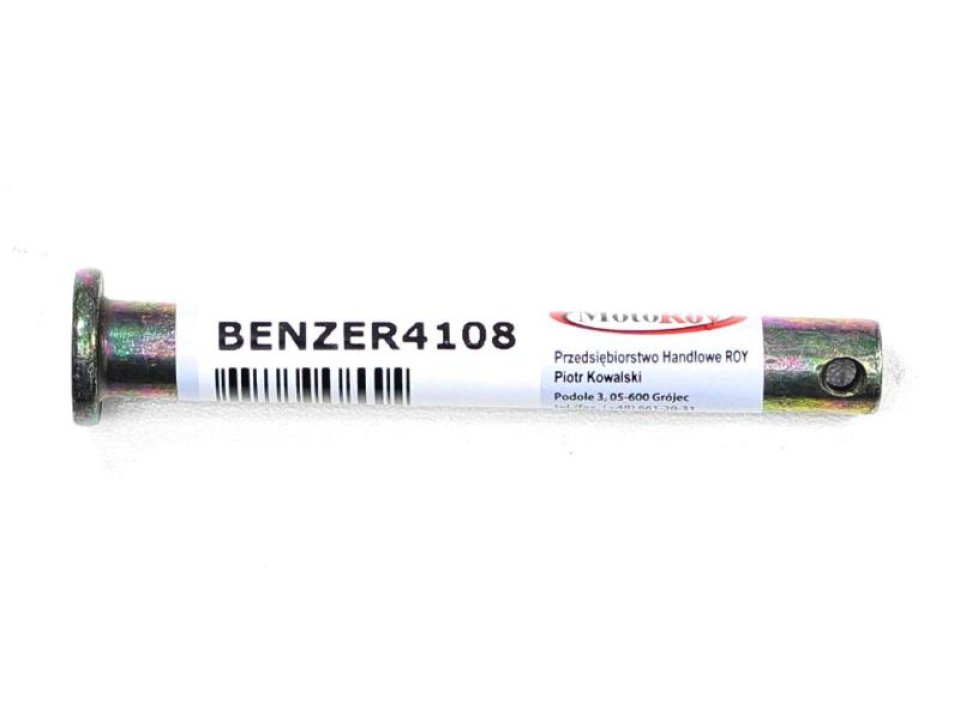 BENZER4108
MotoRoy
Przedsiębiorstwo Handlowe ROY
Piotr Kowalski
Podole 3, 05-600 Grójec